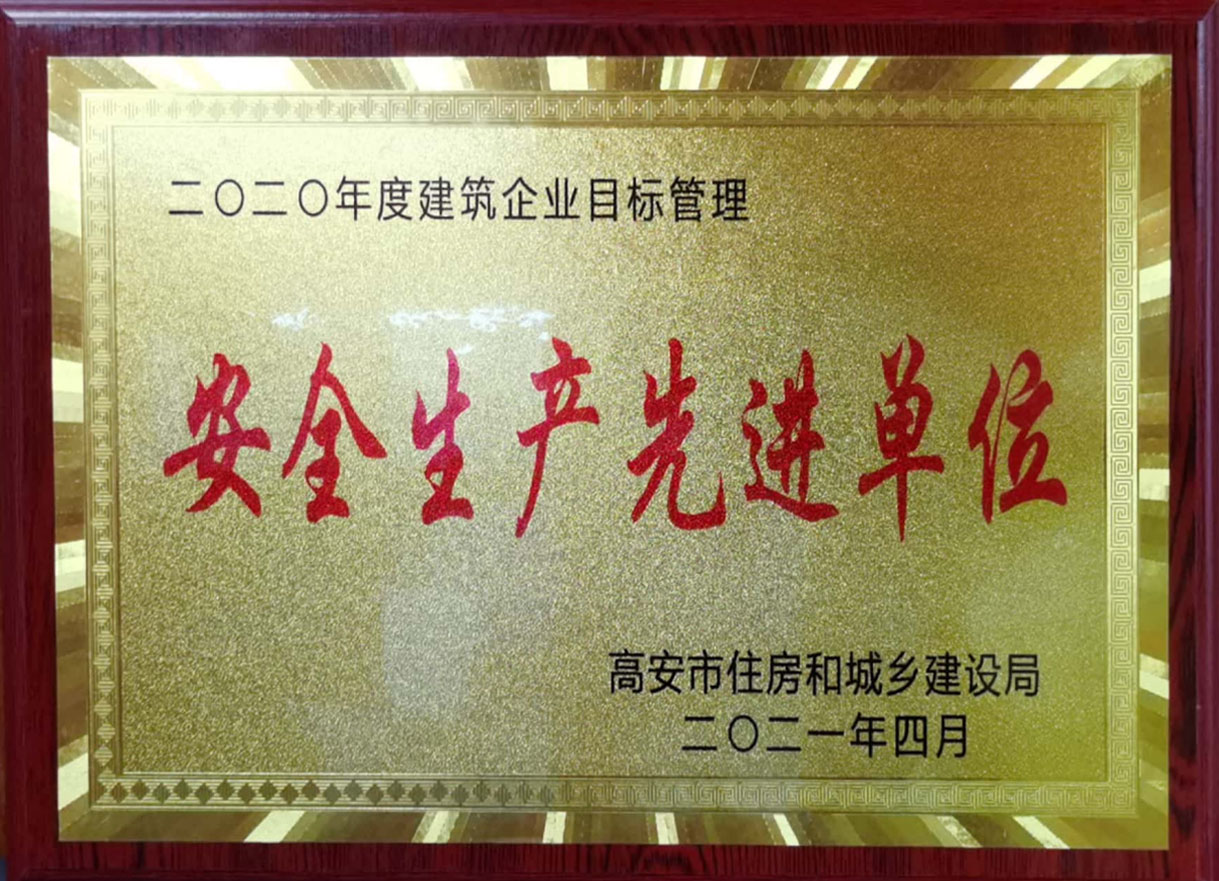 二〇二〇年度建筑企业目标管理
安全生产先进单位
高安市住房和城乡建设局
二〇二一年四月